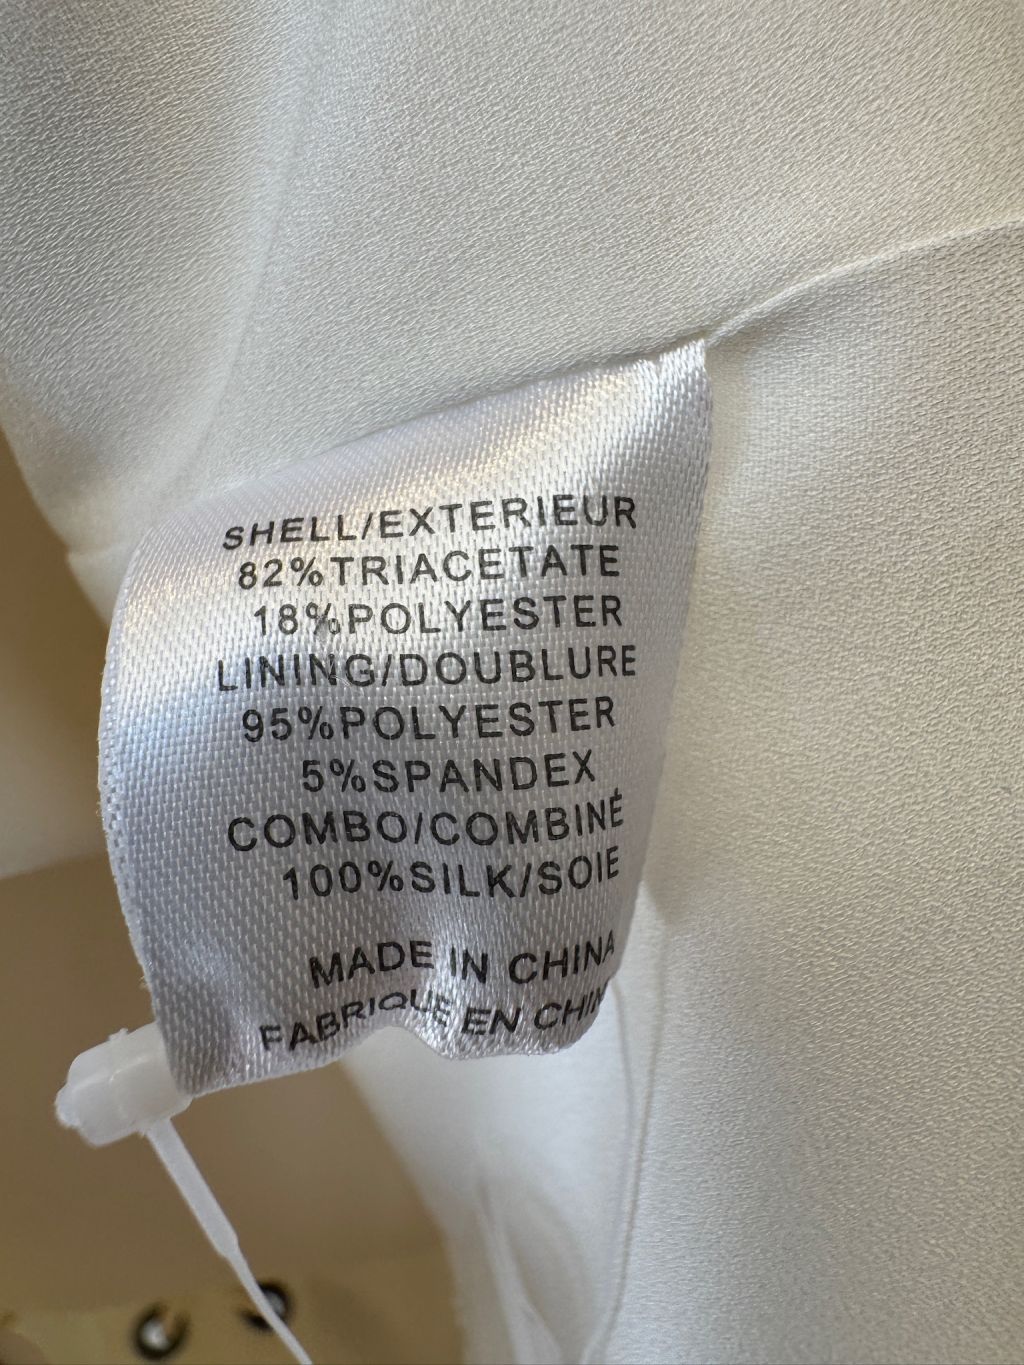 SHELL/EXTERIEUR
82%TRIACETATE
18%POLYESTER
LINING/DOUBLURE
95%POLYESTER
5%SPANDEX
COMBO/COMBINÉ
100%SILK/SOIE
MADE IN CHINA
FABRIQUE EN